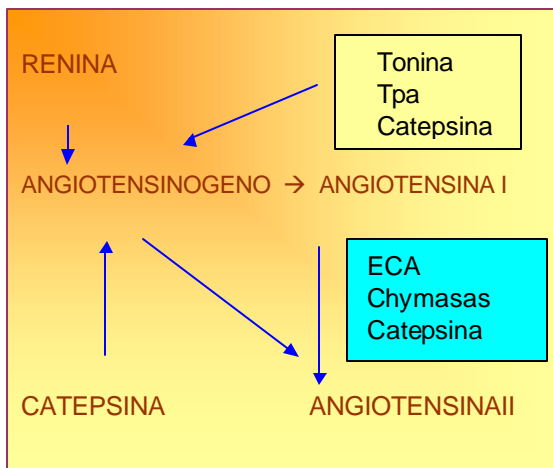 RENINA
Tonina
Tpa
Catepsina
ANGIOTENSINOGENO → ANGIOTENSINA I
ECA
Chymasas
Catepsina
CATEPSINA
ANGIOTENSINAII